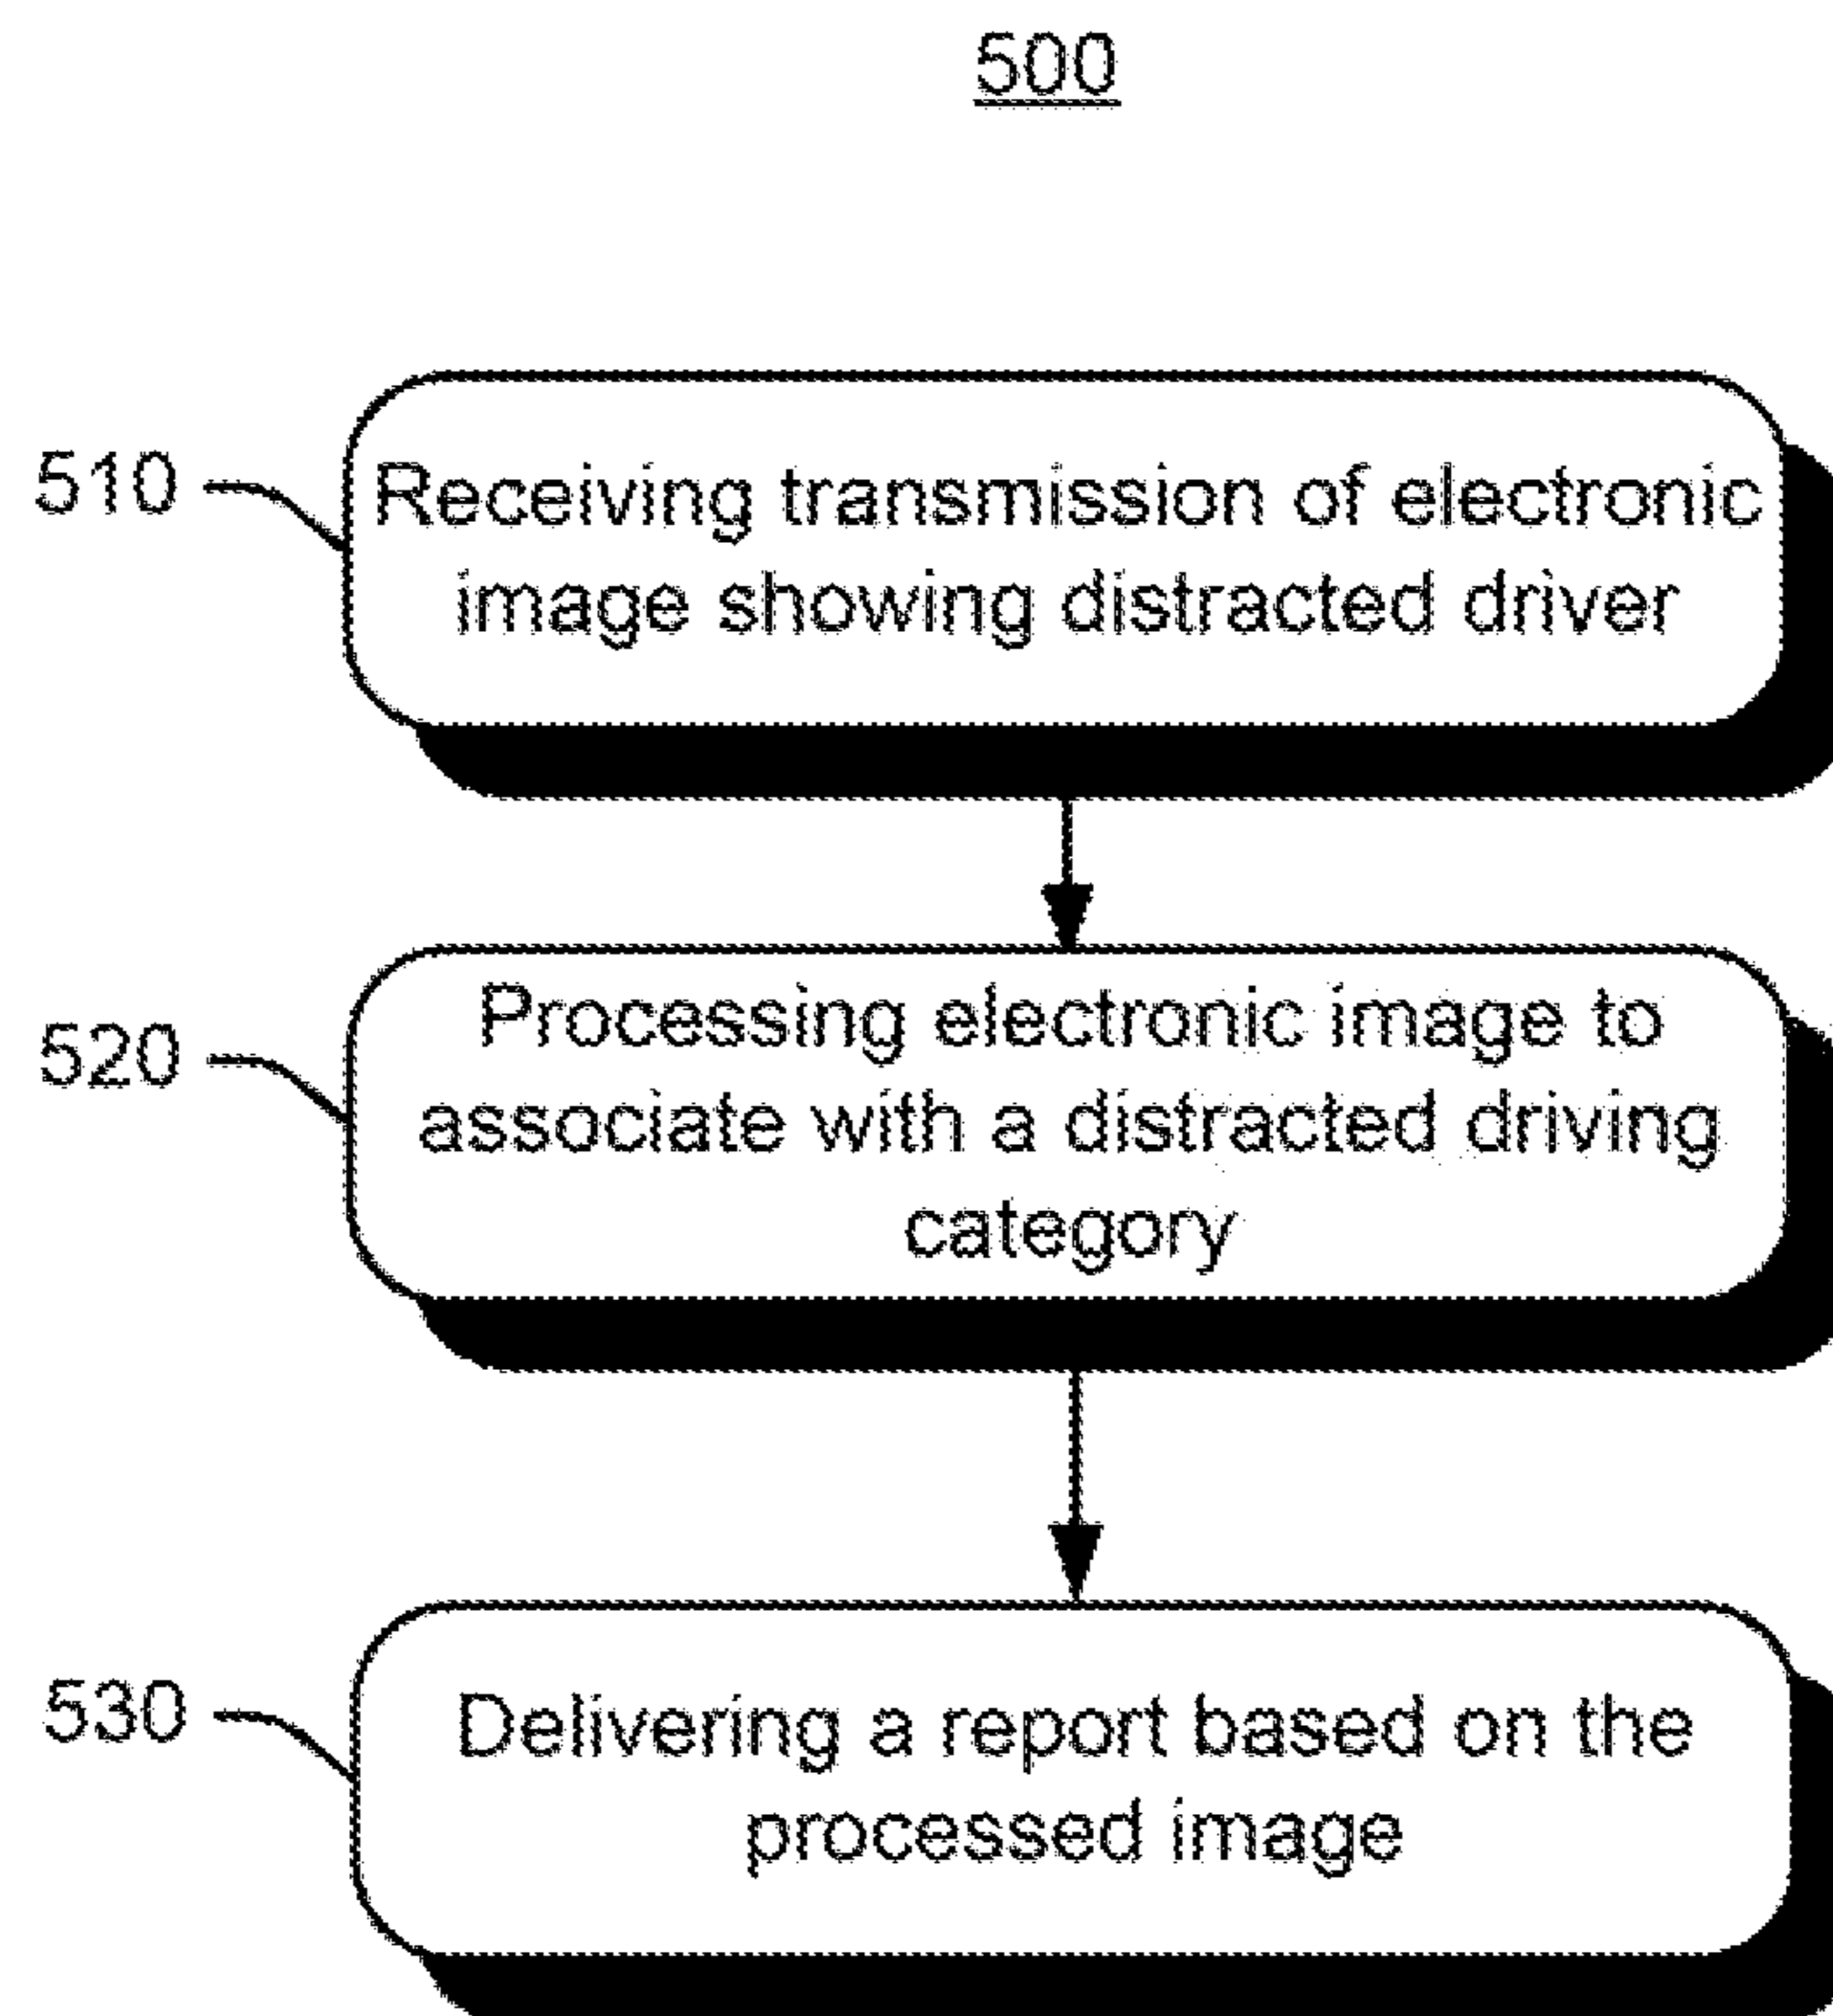 500
510
Receiving transmission of electronic
image showing distracted driver
520
Processing electronic image to
associate with a distracted driving
category
530
Delivering a report based on the
processed image